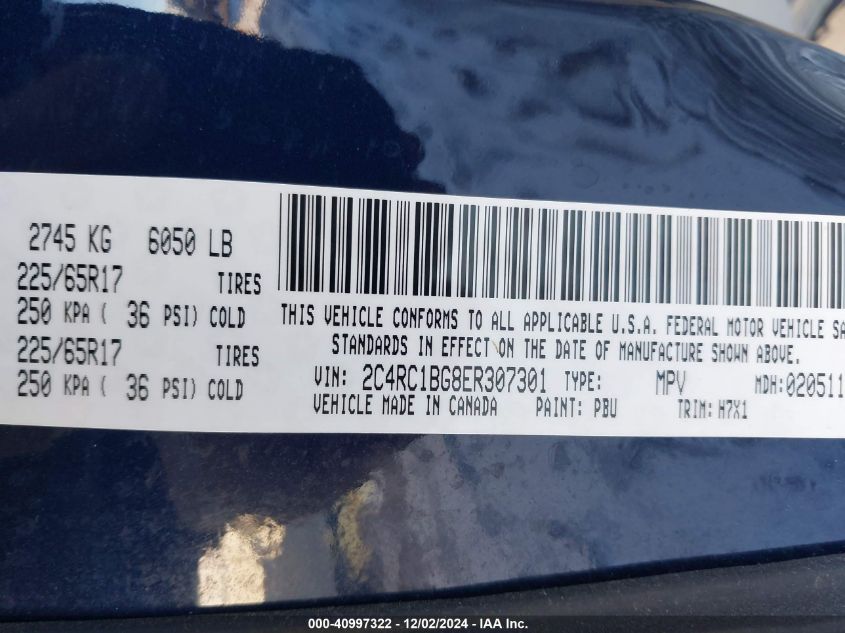 2745 KG 6050 LB
225/65R17 TIRES
250 KPA ( 36 PSI) COLD
225/65R17 TIRES
250 KPA ( 36 PSI) COLD
THIS VEHICLE CONFORMS TO ALL APPLICABLE U.S.A. FEDERAL MOTOR VEHICLE SA
STANDARDS IN EFFECT ON THE DATE OF MANUFACTURE SHOWN ABOVE.
VIN: 2C4RC1BG8ER307301 TYPE: MPV MDH:020511
VEHICLE MADE IN CANADA PAINT: PBU TRIM: H7X1
000-40997322 - 12/02/2024 - IAA Inc.